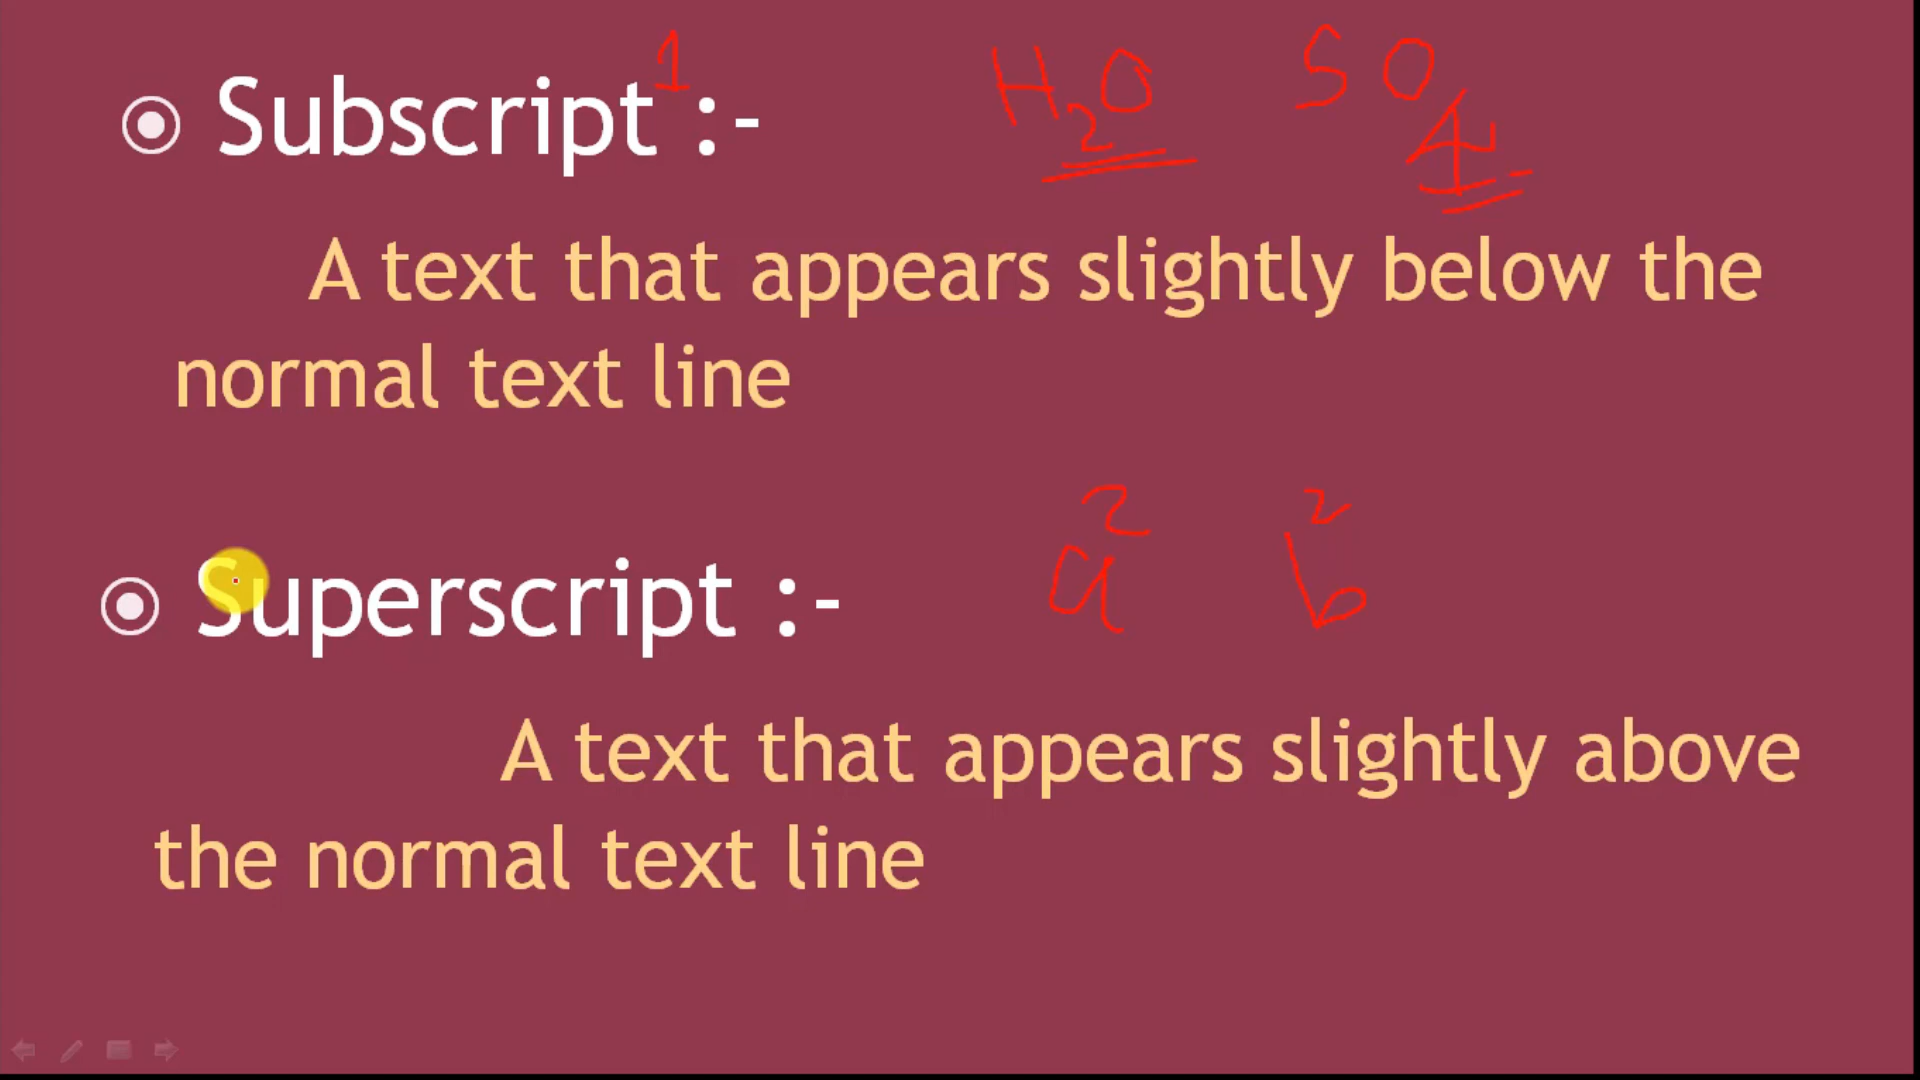 Subscript¹ :- H₂O SO₄
A text that appears slightly below the
normal text line
Superscript :- a² b²
A text that appears slightly above
the normal text line